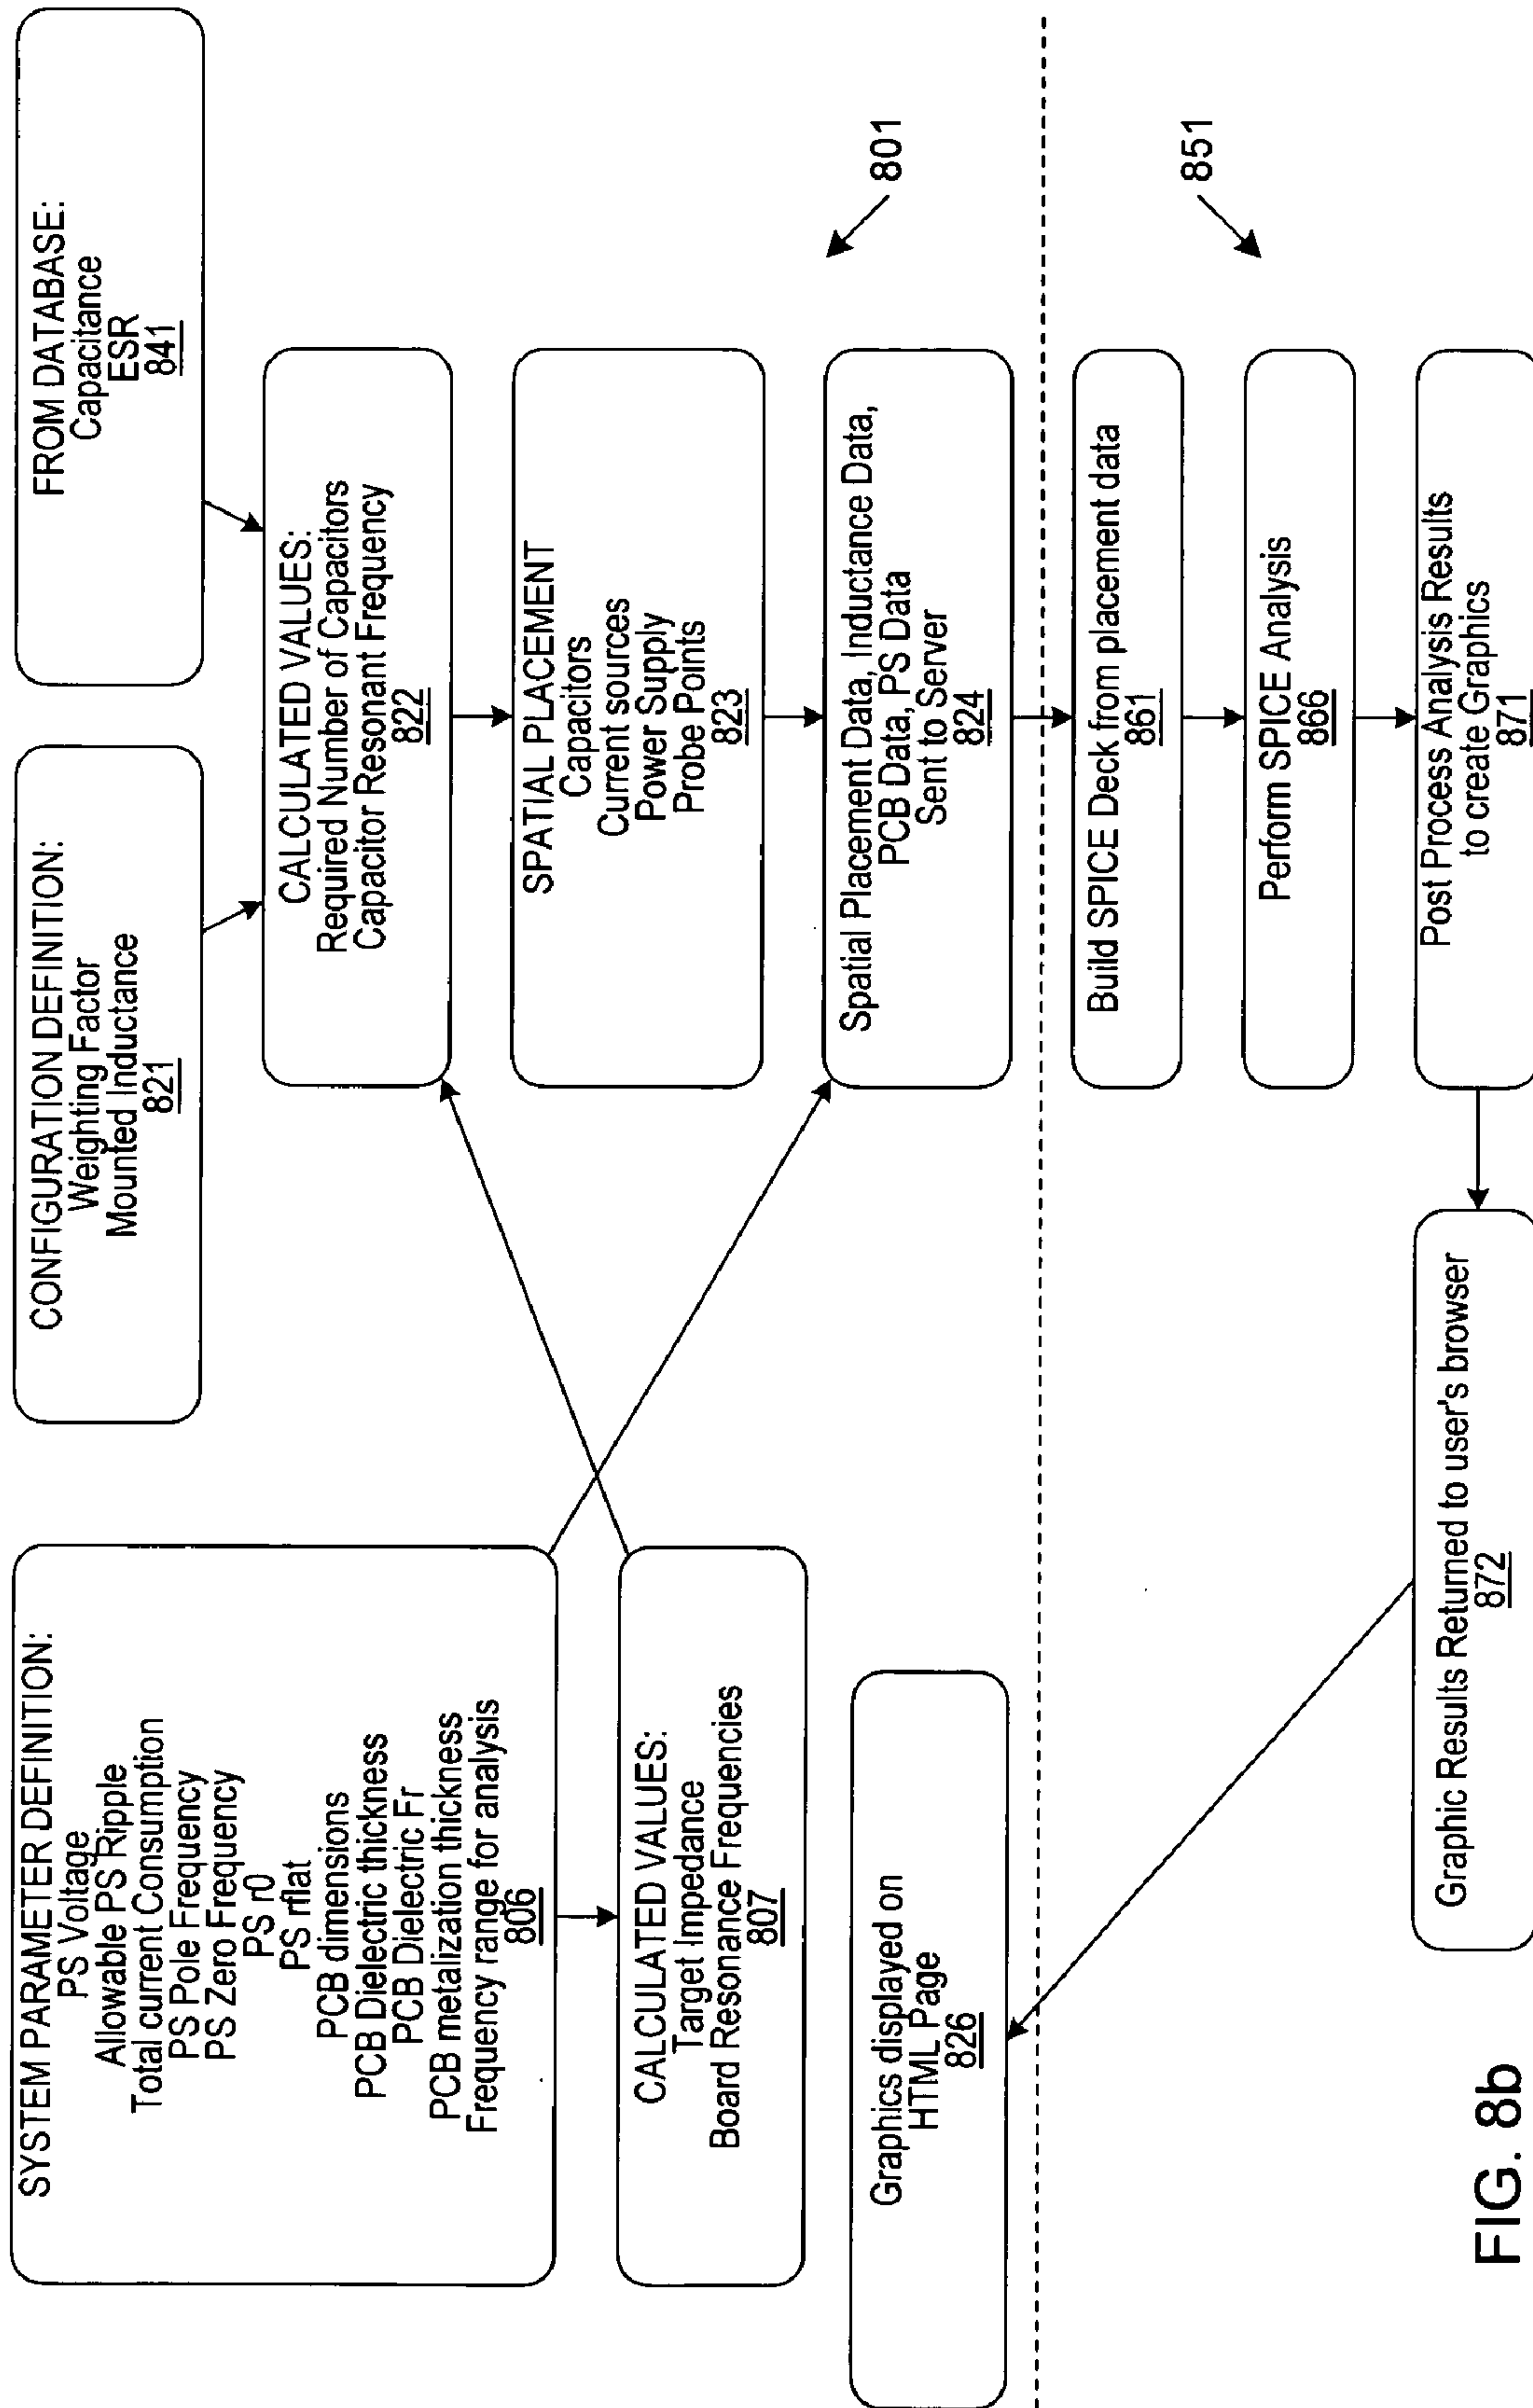 SYSTEM PARAMETER DEFINITION:
PS Voltage
Allowable PS Ripple
Total current Consumption
PS Pole Frequency
PS Zero Frequency
PS r0
PS rflat
PCB dimensions
PCB Dielectric thickness
PCB Dielectric Fr
PCB metalization thickness
Frequency range for analysis
806
CALCULATED VALUES:
Target Impedance
Board Resonance Frequencies
807
Graphics displayed on
HTML Page
826
CONFIGURATION DEFINITION:
Weighting Factor
Mounted Inductance
821
FROM DATABASE:
Capacitance
ESR
841
CALCULATED VALUES:
Required Number of Capacitors
Capacitor Resonant Frequency
822
SPATIAL PLACEMENT
Capacitors
Current sources
Power Supply
Probe Points
823
Spatial Placement Data, Inductance Data,
PCB Data, PS Data
Sent to Server
824
801
851
Build SPICE Deck from placement data
861
Perform SPICE Analysis
866
Post Process Analysis Results
to create Graphics
871
Graphic Results Returned to user's browser
872
FIG. 8b